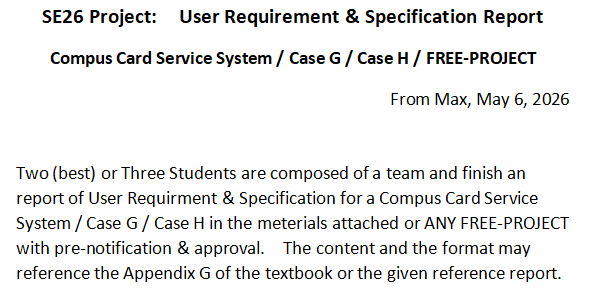 SE26 Project:    User Requirement & Specification Report
Compus Card Service System / Case G / Case H / FREE-PROJECT
From Max, May 6, 2026
Two (best) or Three Students are composed of a team and finish an
report of User Requirment & Specification for a Compus Card Service
System / Case G / Case H in the meterials attached or ANY FREE-PROJECT
with pre-notification & approval.    The content and the format may
reference the Appendix G of the textbook or the given reference report.